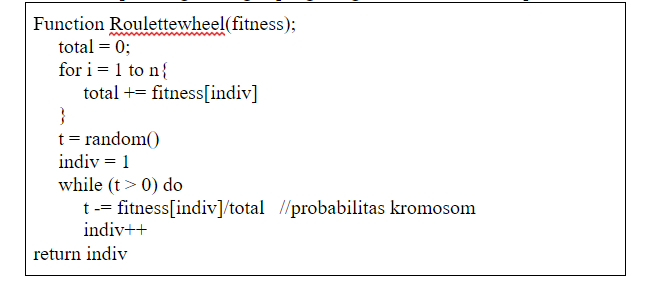 Function Roulettewheel(fitness);
total = 0;
for i = 1 to n{
total += fitness[indiv]
}
t = random()
indiv = 1
while (t > 0) do
t -= fitness[indiv]/total //probabilitas kromosom
indiv++
return indiv